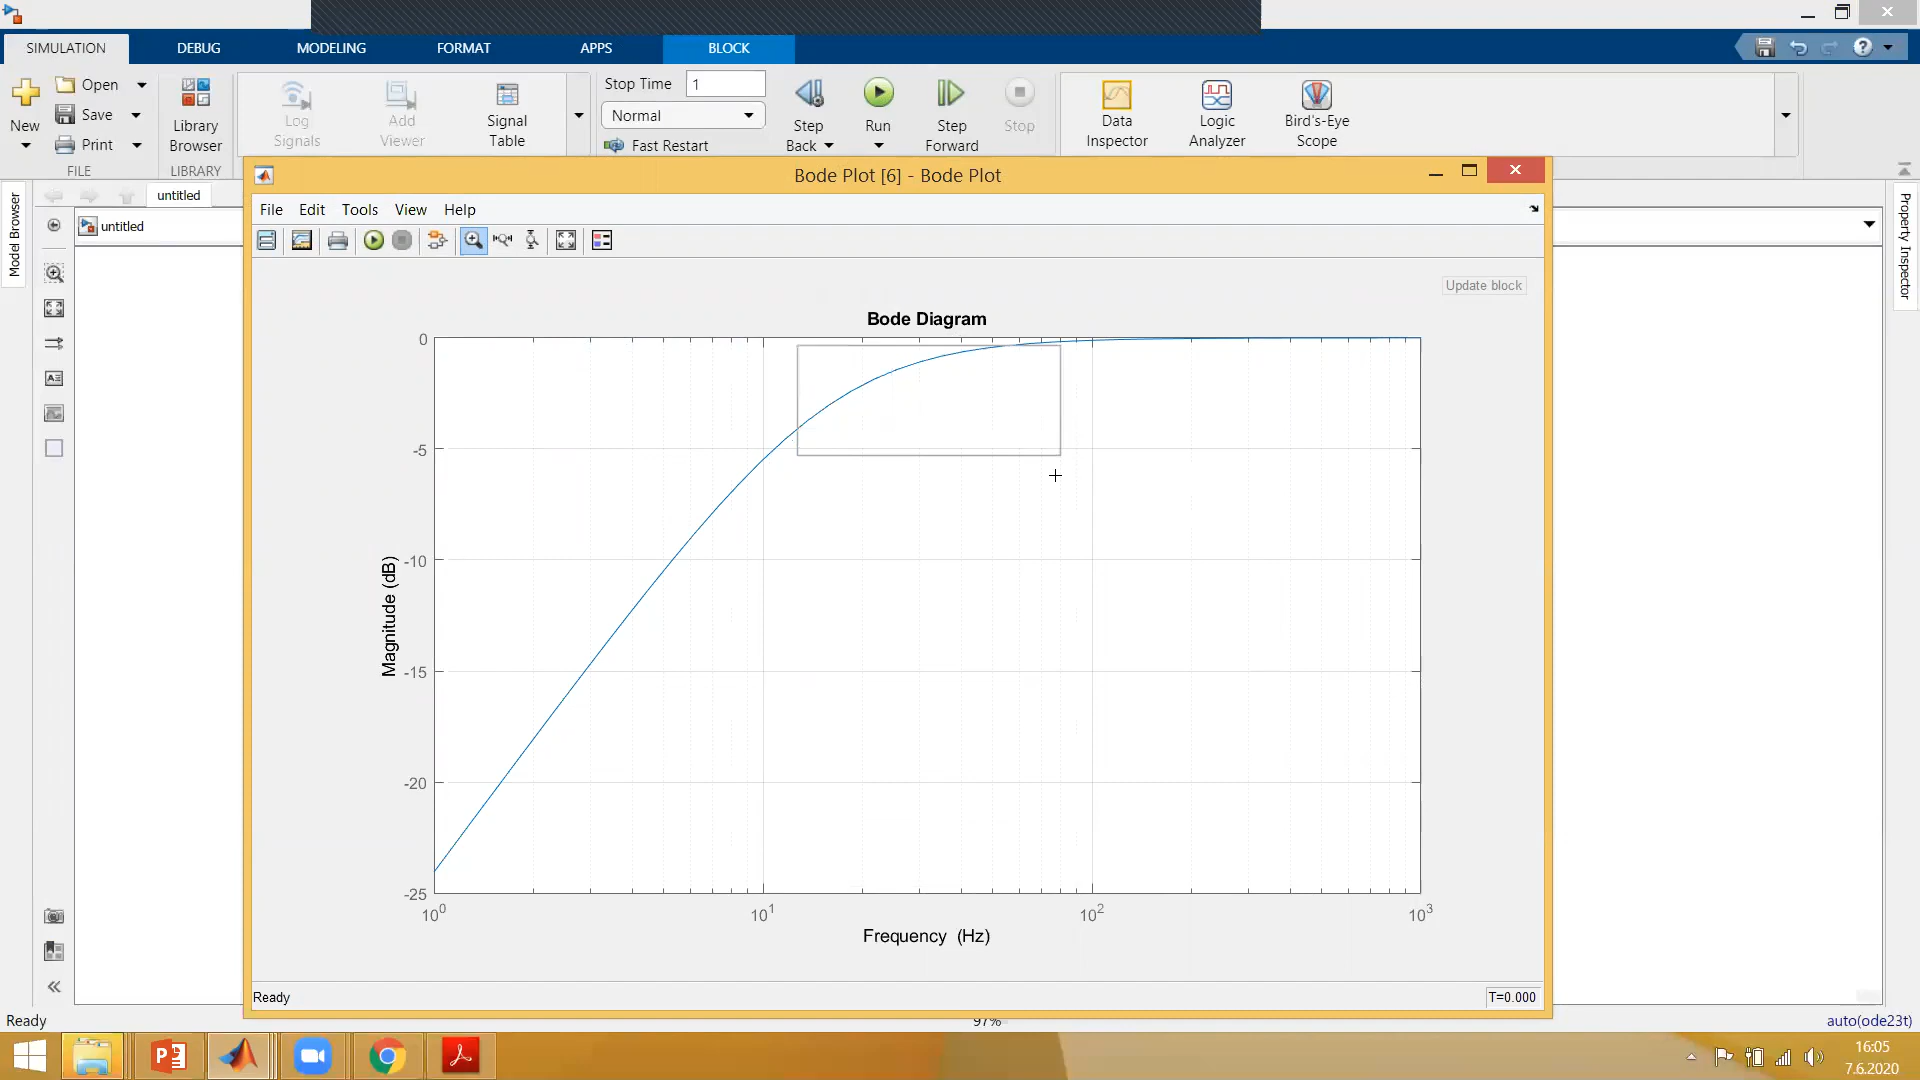 SIMULATION DEBUG MODELING FORMAT APPS BLOCK
New
Open
Save
Print
FILE
Library
Browser
LIBRARY
Log
Signals
Add
Viewer
Signal
Table
Stop Time 1
Normal
Fast Restart
Step
Back
Run
Step
Forward
Stop
Data
Inspector
Logic
Analyzer
Bird's-Eye
Scope
Model Browser
untitled
untitled
Property Inspector
Bode Plot [6] - Bode Plot
File Edit Tools View Help
Update block
Bode Diagram
Magnitude (dB)
0
-5
-10
-15
-20
-25
10^0 10^1 10^2 10^3
Frequency (Hz)
Ready T=0.000
Ready 97% auto(ode23t)
16:05
7.6.2020